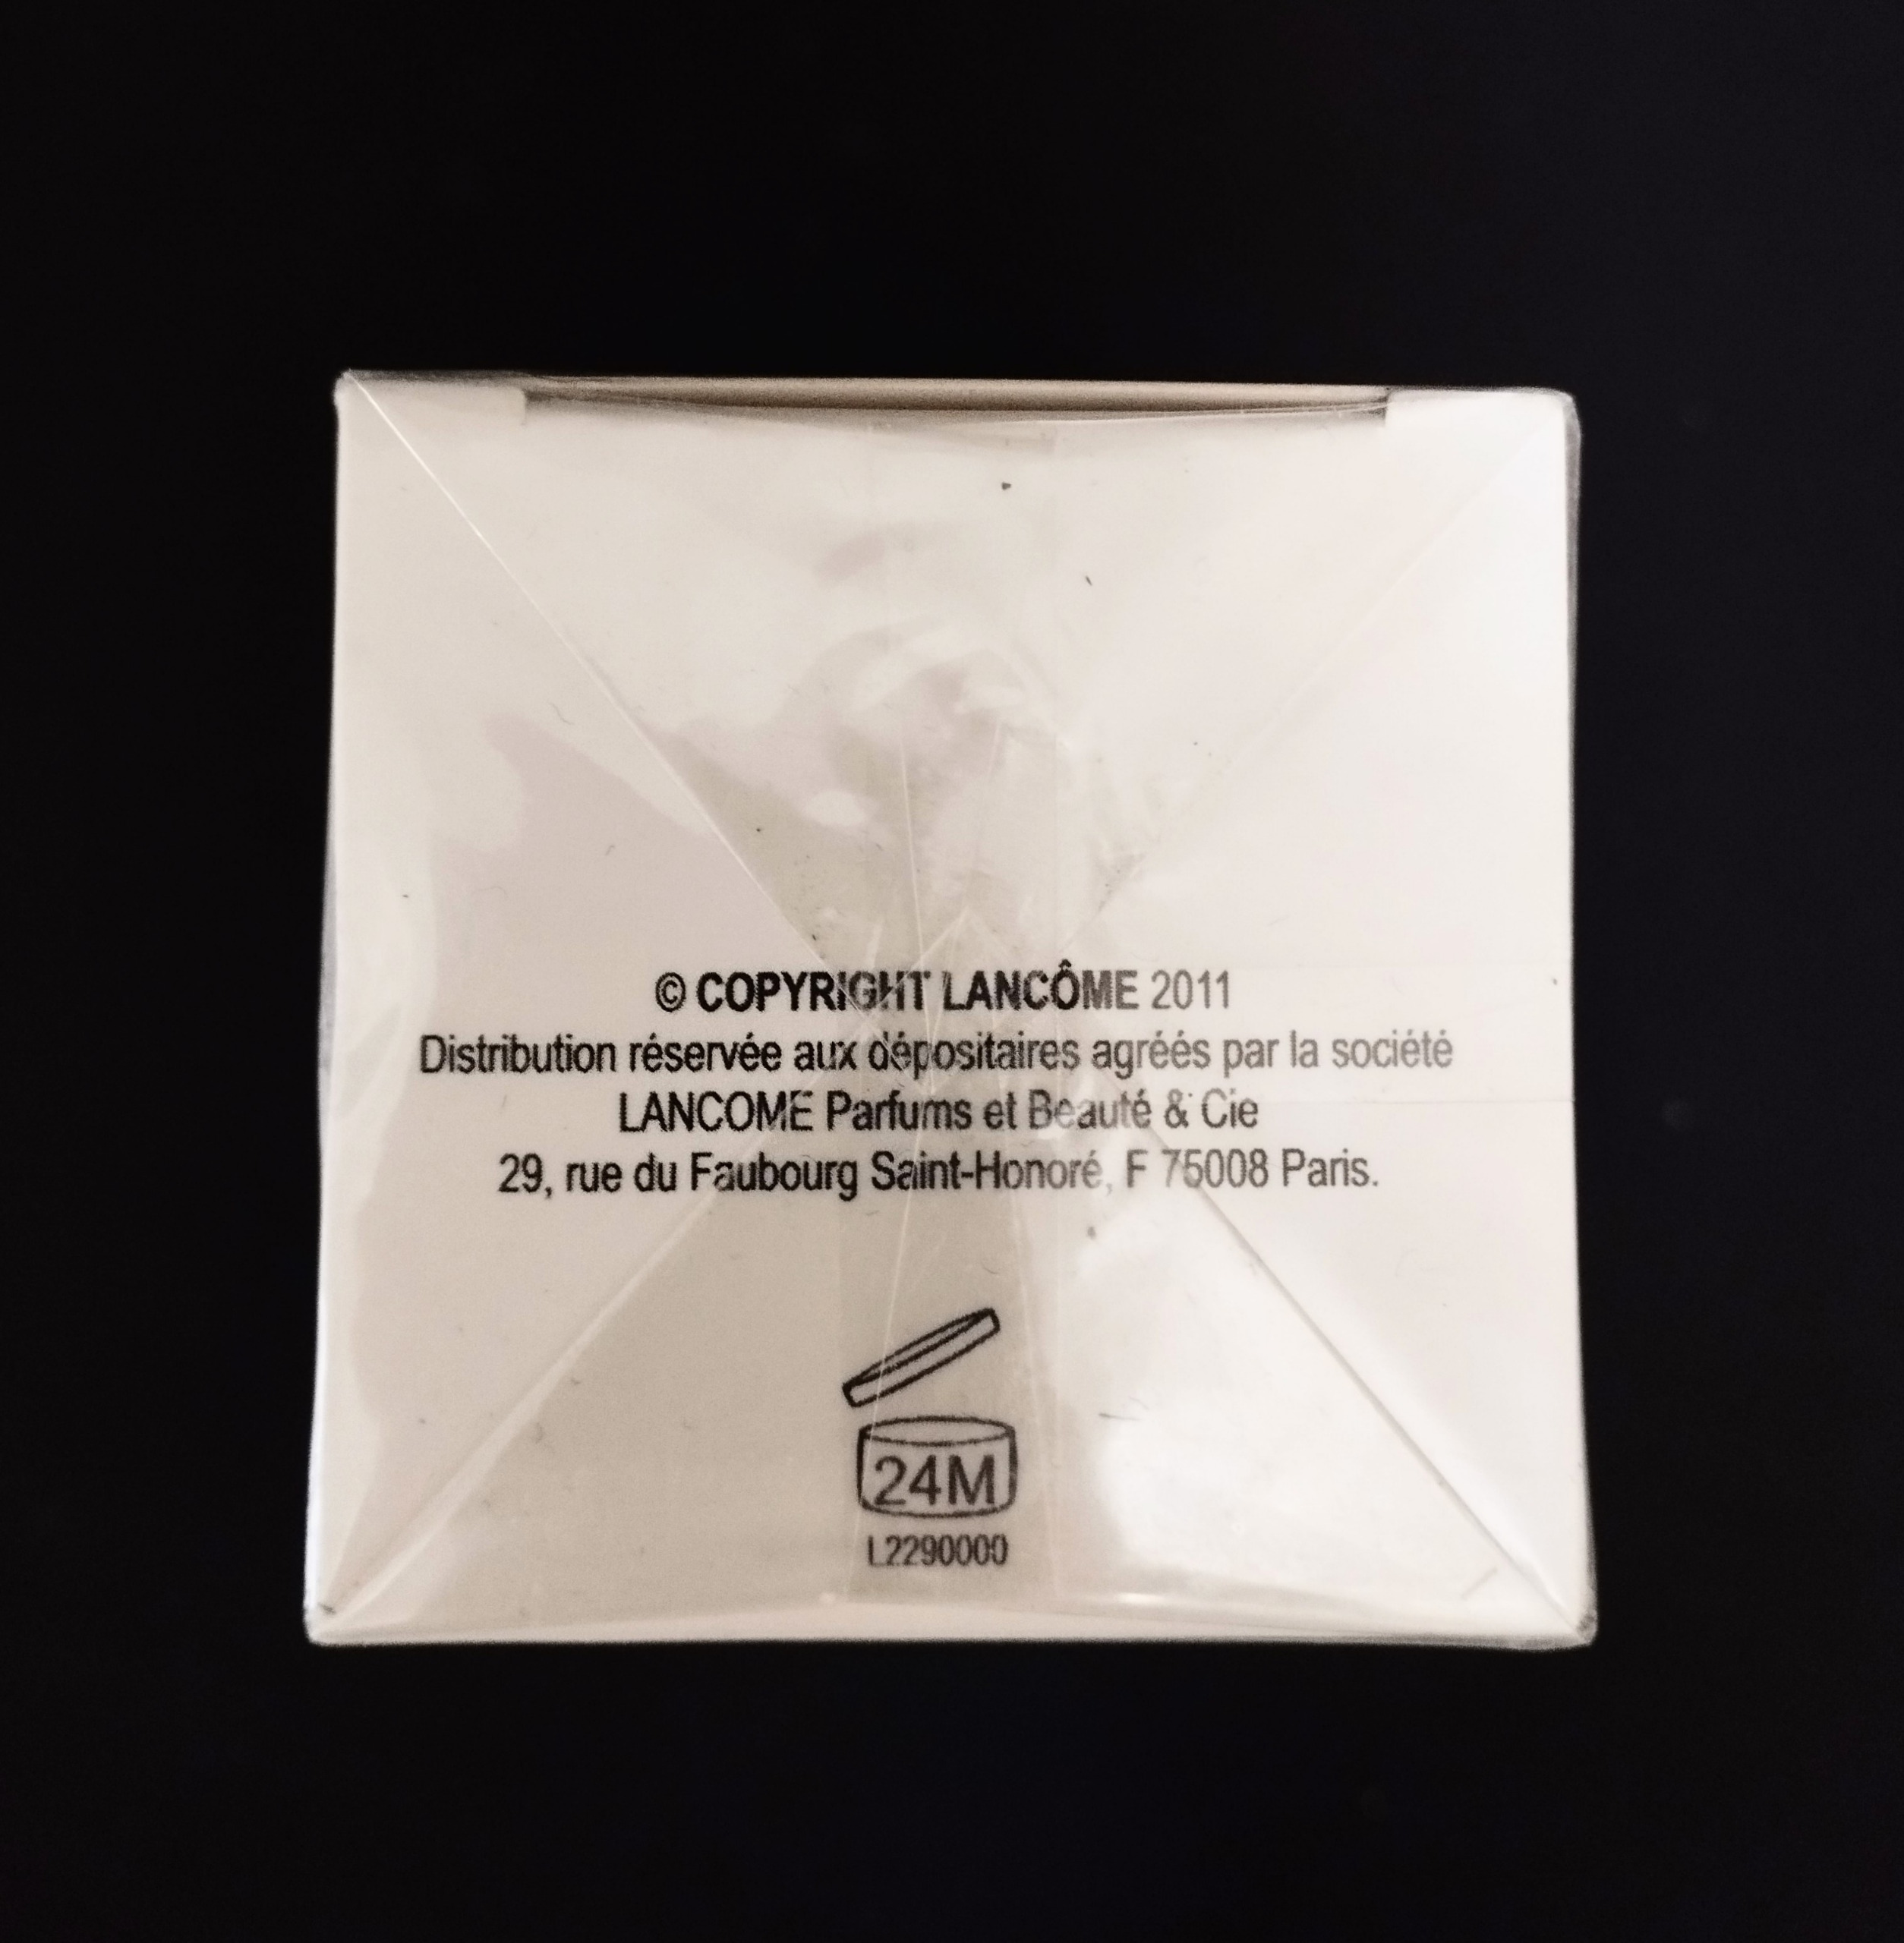 © COPYRIGHT LANCÔME 2011
Distribution réservée aux dépositaires agréés par la société
LANCOME Parfums et Beauté & Cie
29, rue du Faubourg Saint-Honoré, F 75008 Paris.
24M
L2290000